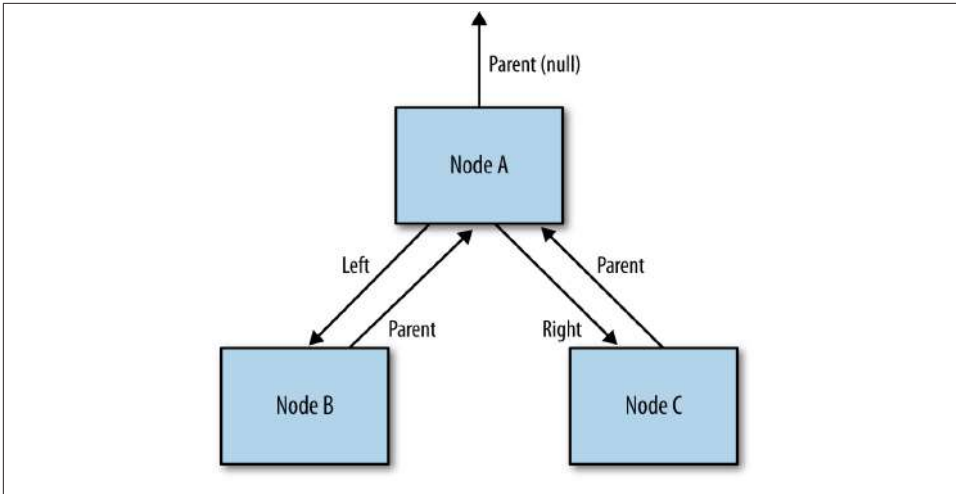 Parent (null)
Node A
Left
Parent
Parent
Right
Node B
Node C